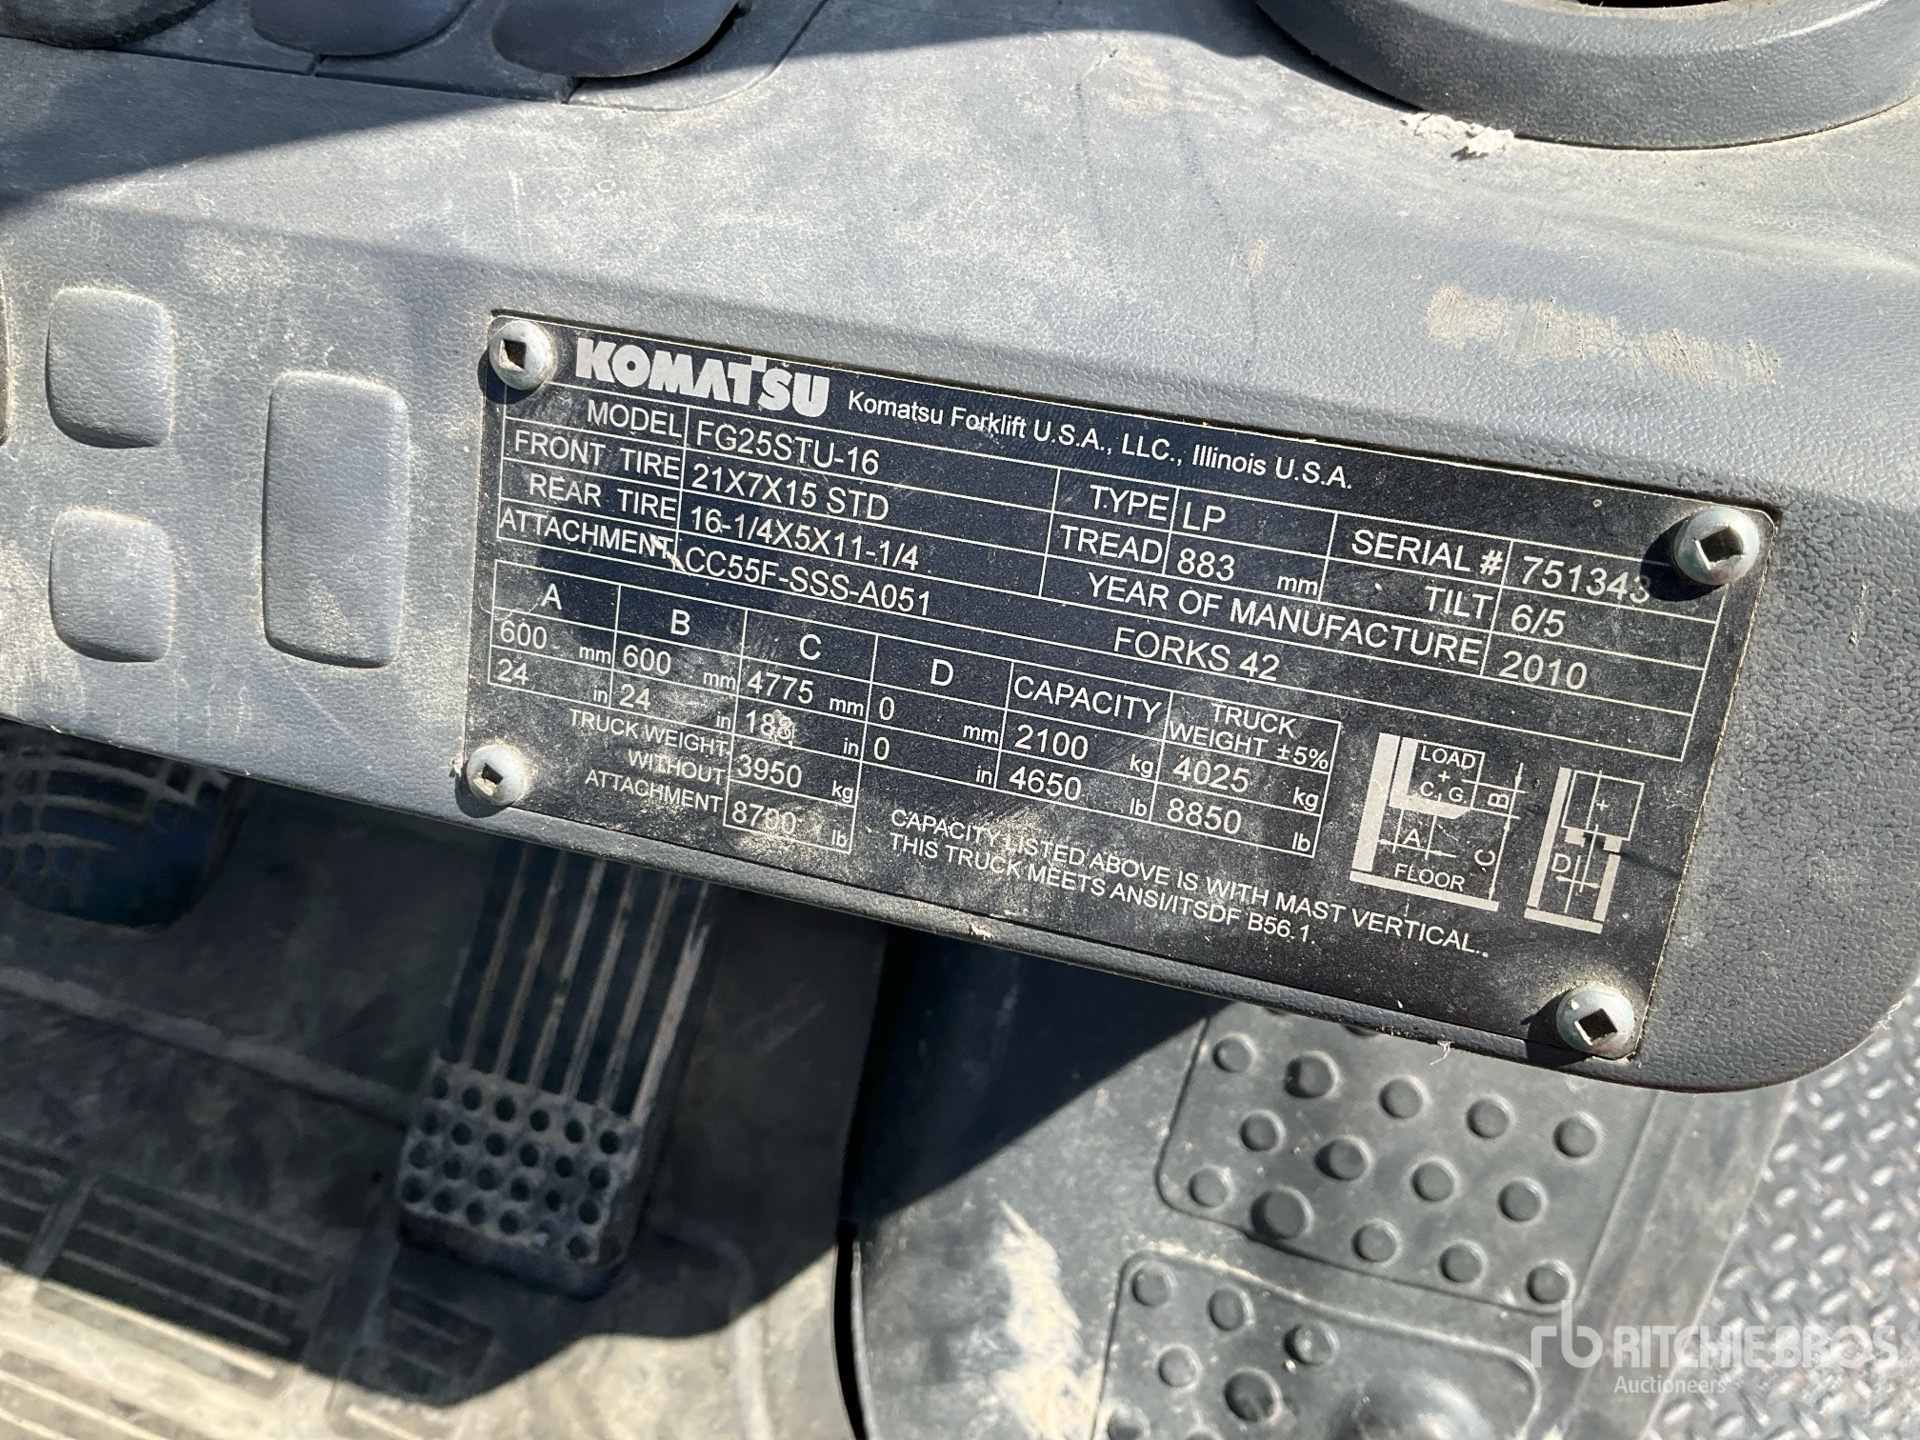 KOMATSU Komatsu Forklift U.S.A., LLC., Illinois U.S.A.
MODEL FG25STU-16 TYPE LP SERIAL # 751343
FRONT TIRE 21X7X15 STD TREAD 883 mm TILT 6/5
REAR TIRE 16-1/4X5X11-1/4 YEAR OF MANUFACTURE 2010
ATTACHMENT CC55F-SSS-A051 FORKS 42
A B C D CAPACITY TRUCK WEIGHT ±5%
600 mm 600 mm 4775 mm 0 mm 2100 kg 4025 kg
24 in 24 in 188 in 0 in 4650 lb 8850 lb
TRUCK WEIGHT 3950 kg
WITHOUT
ATTACHMENT 8700 lb
CAPACITY LISTED ABOVE IS WITH MAST VERTICAL.
THIS TRUCK MEETS ANSI/ITSDF B56.1.
LOAD
+
C. G.
B
A
C
FLOOR
+
D
rb RITCHIE BROS
Auctioneers